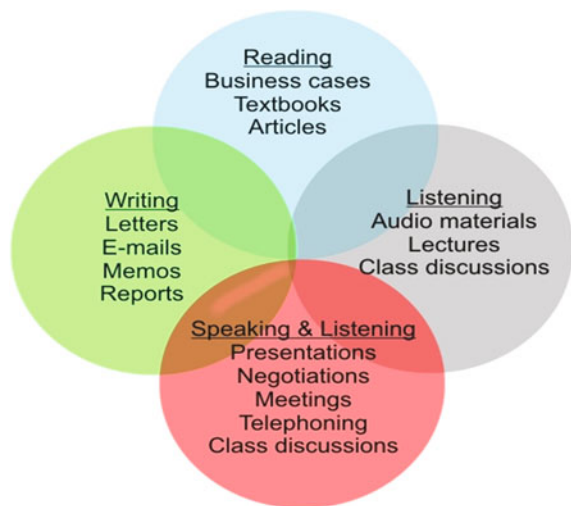 Reading
Business cases
Textbooks
Articles
Writing
Letters
E-mails
Memos
Reports
Listening
Audio materials
Lectures
Class discussions
Speaking & Listening
Presentations
Negotiations
Meetings
Telephoning
Class discussions